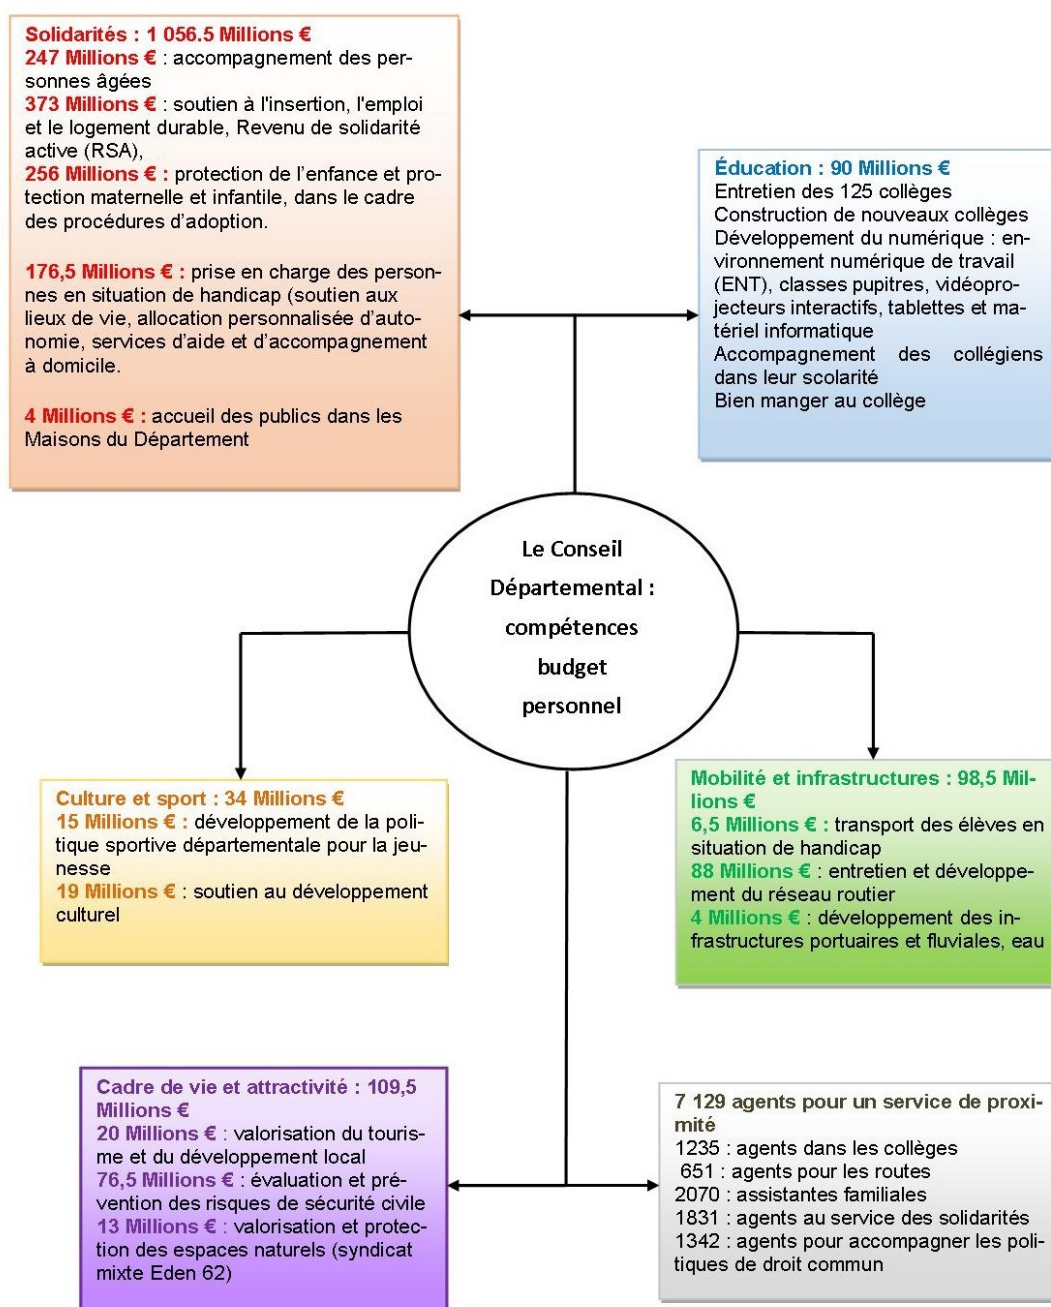 Solidarités : 1 056.5 Millions €
247 Millions € : accompagnement des per-
sonnes âgées
373 Millions € : soutien à l'insertion, l'emploi
et le logement durable, Revenu de solidarité
active (RSA),
256 Millions € : protection de l'enfance et pro-
tection maternelle et infantile, dans le cadre
des procédures d'adoption.
176,5 Millions € : prise en charge des person-
nes en situation de handicap (soutien aux
lieux de vie, allocation personnalisée d'auto-
nomie, services d'aide et d'accompagnement
à domicile.
4 Millions € : accueil des publics dans les
Maisons du Département
Éducation : 90 Millions €
Entretien des 125 collèges
Construction de nouveaux collèges
Développement du numérique : en-
vironnement numérique de travail
(ENT), classes pupitres, vidéopro-
jecteurs interactifs, tablettes et ma-
tériel informatique
Accompagnement des collégiens
dans leur scolarité
Bien manger au collège
Le Conseil
Départemental :
compétences
budget
personnel
Culture et sport : 34 Millions €
15 Millions € : développement de la poli-
tique sportive départementale pour la jeu-
nesse
19 Millions € : soutien au développement
culturel
Mobilité et infrastructures : 98,5 Mil-
lions €
6,5 Millions € : transport des élèves en
situation de handicap
88 Millions € : entretien et développe-
ment du réseau routier
4 Millions € : développement des in-
frastructures portuaires et fluviales, eau
Cadre de vie et attractivité : 109,5
Millions €
20 Millions € : valorisation du touris-
me et du développement local
76,5 Millions € : évaluation et pré-
vention des risques de sécurité civile
13 Millions € : valorisation et protec-
tion des espaces naturels (syndicat
mixte Eden 62)
7 129 agents pour un service de proxi-
mité
1235 : agents dans les collèges
651 : agents pour les routes
2070 : assistantes familiales
1831 : agents au service des solidarités
1342 : agents pour accompagner les poli-
tiques de droit commun